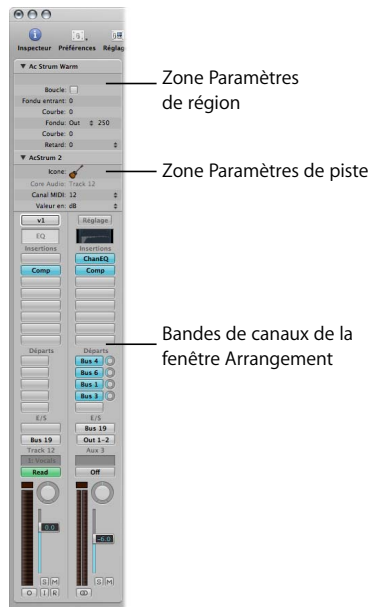 Inspecteur Préférences Réglag
Ac Strum Warm
Zone Paramètres
de région
Boucle:
Fondu entrant: 0
Courbe: 0
Fondu: Out 250
Courbe: 0
Retard: 0
AcStrum 2
Zone Paramètres de piste
Icone:
Core Audio: Track 12
Canal MIDI: 12
Valeur en: dB
v1 Réglage
EQ
Insertions Insertions
ChanEQ
Comp Comp
Bandes de canaux de la
fenêtre Arrangement
Départs Départs
Bus 4
Bus 6
Bus 1
Bus 3
E/S E/S
Bus 19
Bus 19 Out 1-2
Track 12 Aux 3
Read Off
0.0
-6.0
S M S M
I R